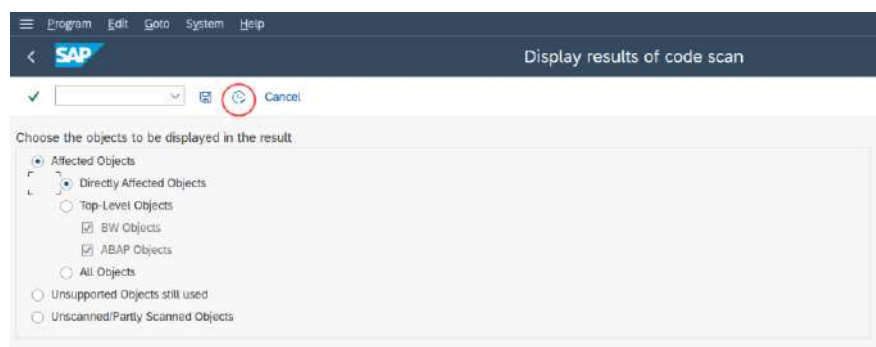 Program Edit Goto System Help
SAP Display results of code scan
Cancel
Choose the objects to be displayed in the result
Affected Objects
Directly Affected Objects
Top-Level Objects
BW Objects
ABAP Objects
All Objects
Unsupported Objects still used
Unscanned/Partly Scanned Objects